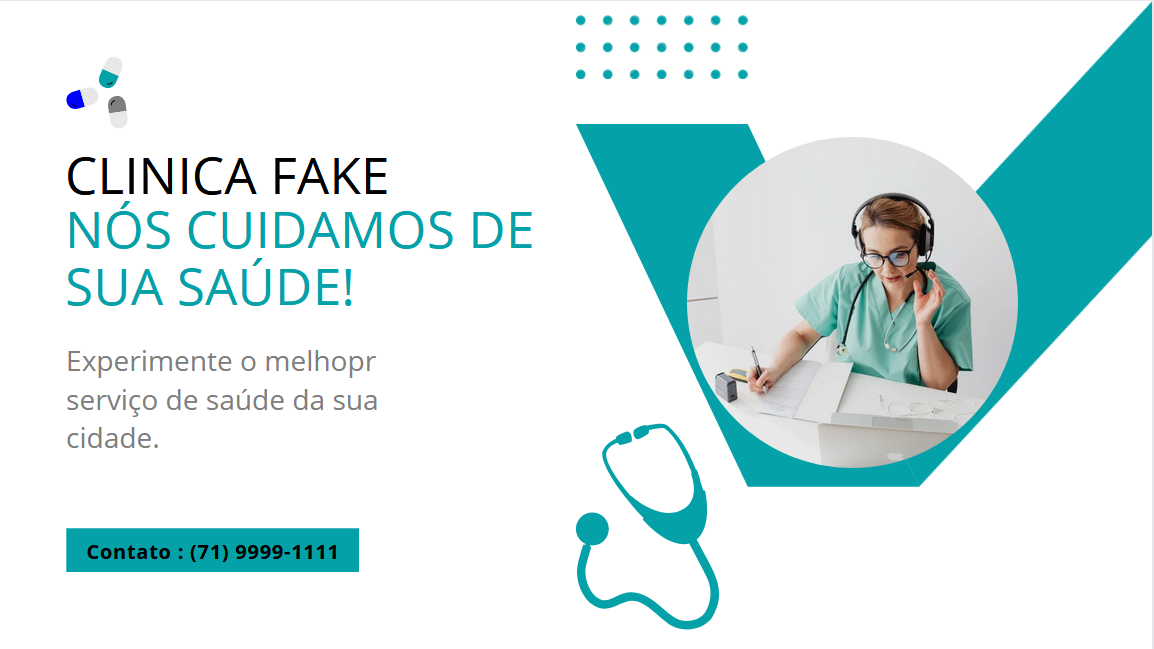 CLINICA FAKE
NÓS CUIDAMOS DE
SUA SAÚDE!
Experimente o melhopr
serviço de saúde da sua
cidade.
Contato : (71) 9999-1111